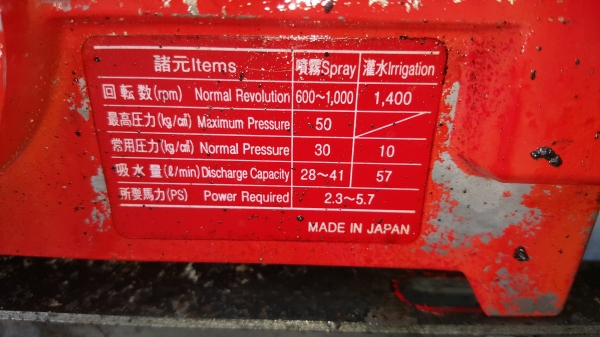 諸元Items 噴霧Spray 灌水Irrigation
回転数(rpm) Normal Revolution 600～1,000 1,400
最高圧力(kg/㎠) Maximum Pressure 50
常用圧力(kg/㎠) Normal Pressure 30 10
吸水量(ℓ/min) Discharge Capacity 28～41 57
所要馬力(PS) Power Required 2.3～5.7
MADE IN JAPAN